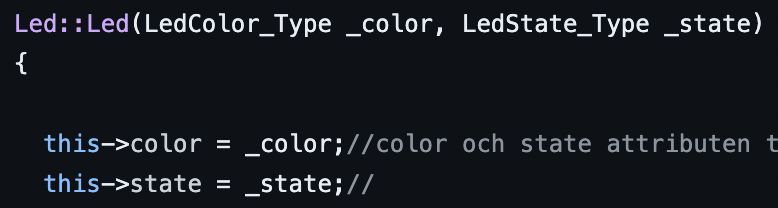 Led::Led(LedColor_Type _color, LedState_Type _state)
{
this->color = _color;//color och state attributen
this->state = _state;//